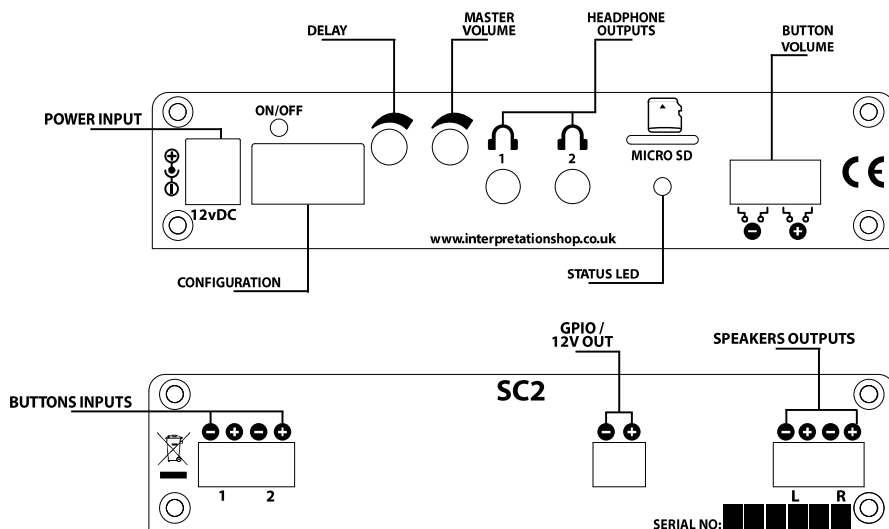 DELAY
MASTER
VOLUME
HEADPHONE
OUTPUTS
BUTTON
VOLUME
POWER INPUT
ON/OFF
1
2
MICRO SD
12vDC
www.interpretationshop.co.uk
CE
CONFIGURATION
STATUS LED
GPIO /
12V OUT
SPEAKERS OUTPUTS
SC2
BUTTONS INPUTS
1 2
L R
SERIAL NO: